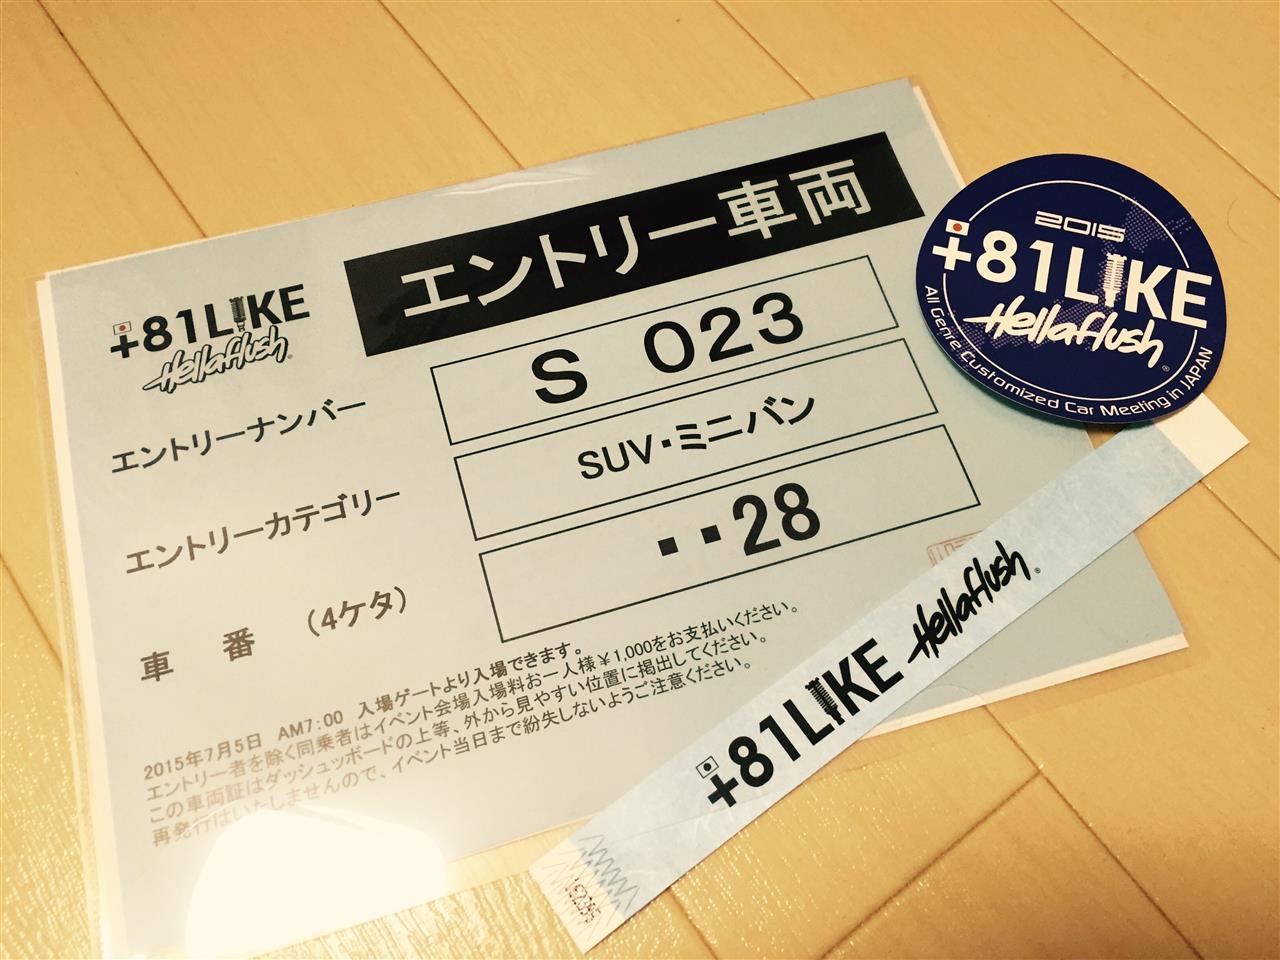 エントリー車両
+81LIKE
Hellaflush
エントリーナンバー
S 023
エントリーカテゴリー
SUV・ミニバン
車 番 (4ケタ)
・・28
2015年7月5日 AM7:00 入場ゲートより入場できます。
エントリー者を除く同乗者はイベント会場入場料お一人様¥1,000をお支払いください。
この車両証はダッシュッボードの上等、外から見やすい位置に掲出してください。
再発行はいたしませんので、イベント当日まで紛失しないようご注意ください。
2015
+81LIKE
Hellaflush
All Genre Customized Car Meeting in JAPAN
+81LIKE Hellaflush